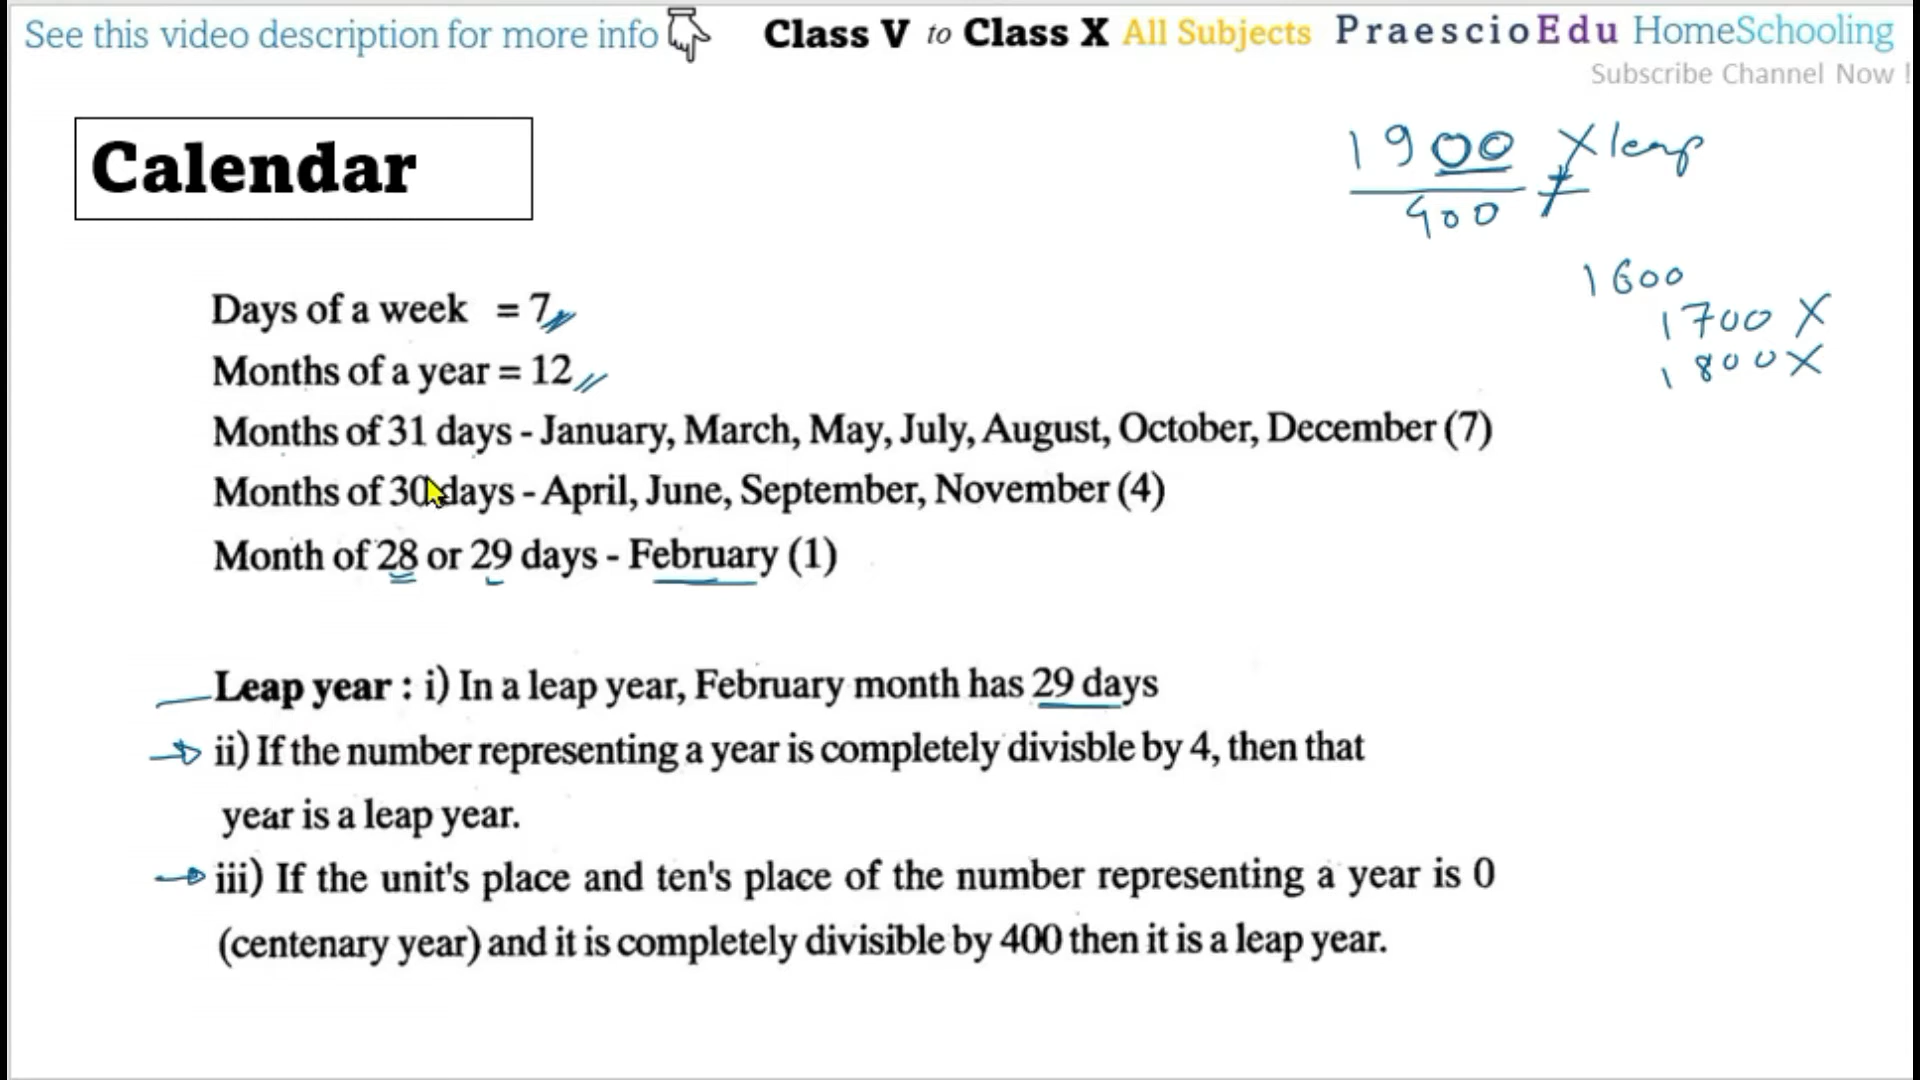 See this video description for more info Class V to Class X All Subjects PraescioEdu HomeSchooling
Subscribe Channel Now !
Calendar
1900 X leap
400
1600
1700 X
1800 X
Days of a week = 7
Months of a year = 12
Months of 31 days - January, March, May, July, August, October, December (7)
Months of 30 days - April, June, September, November (4)
Month of 28 or 29 days - February (1)
Leap year : i) In a leap year, February month has 29 days
ii) If the number representing a year is completely divisble by 4, then that
year is a leap year.
iii) If the unit's place and ten's place of the number representing a year is 0
(centenary year) and it is completely divisible by 400 then it is a leap year.